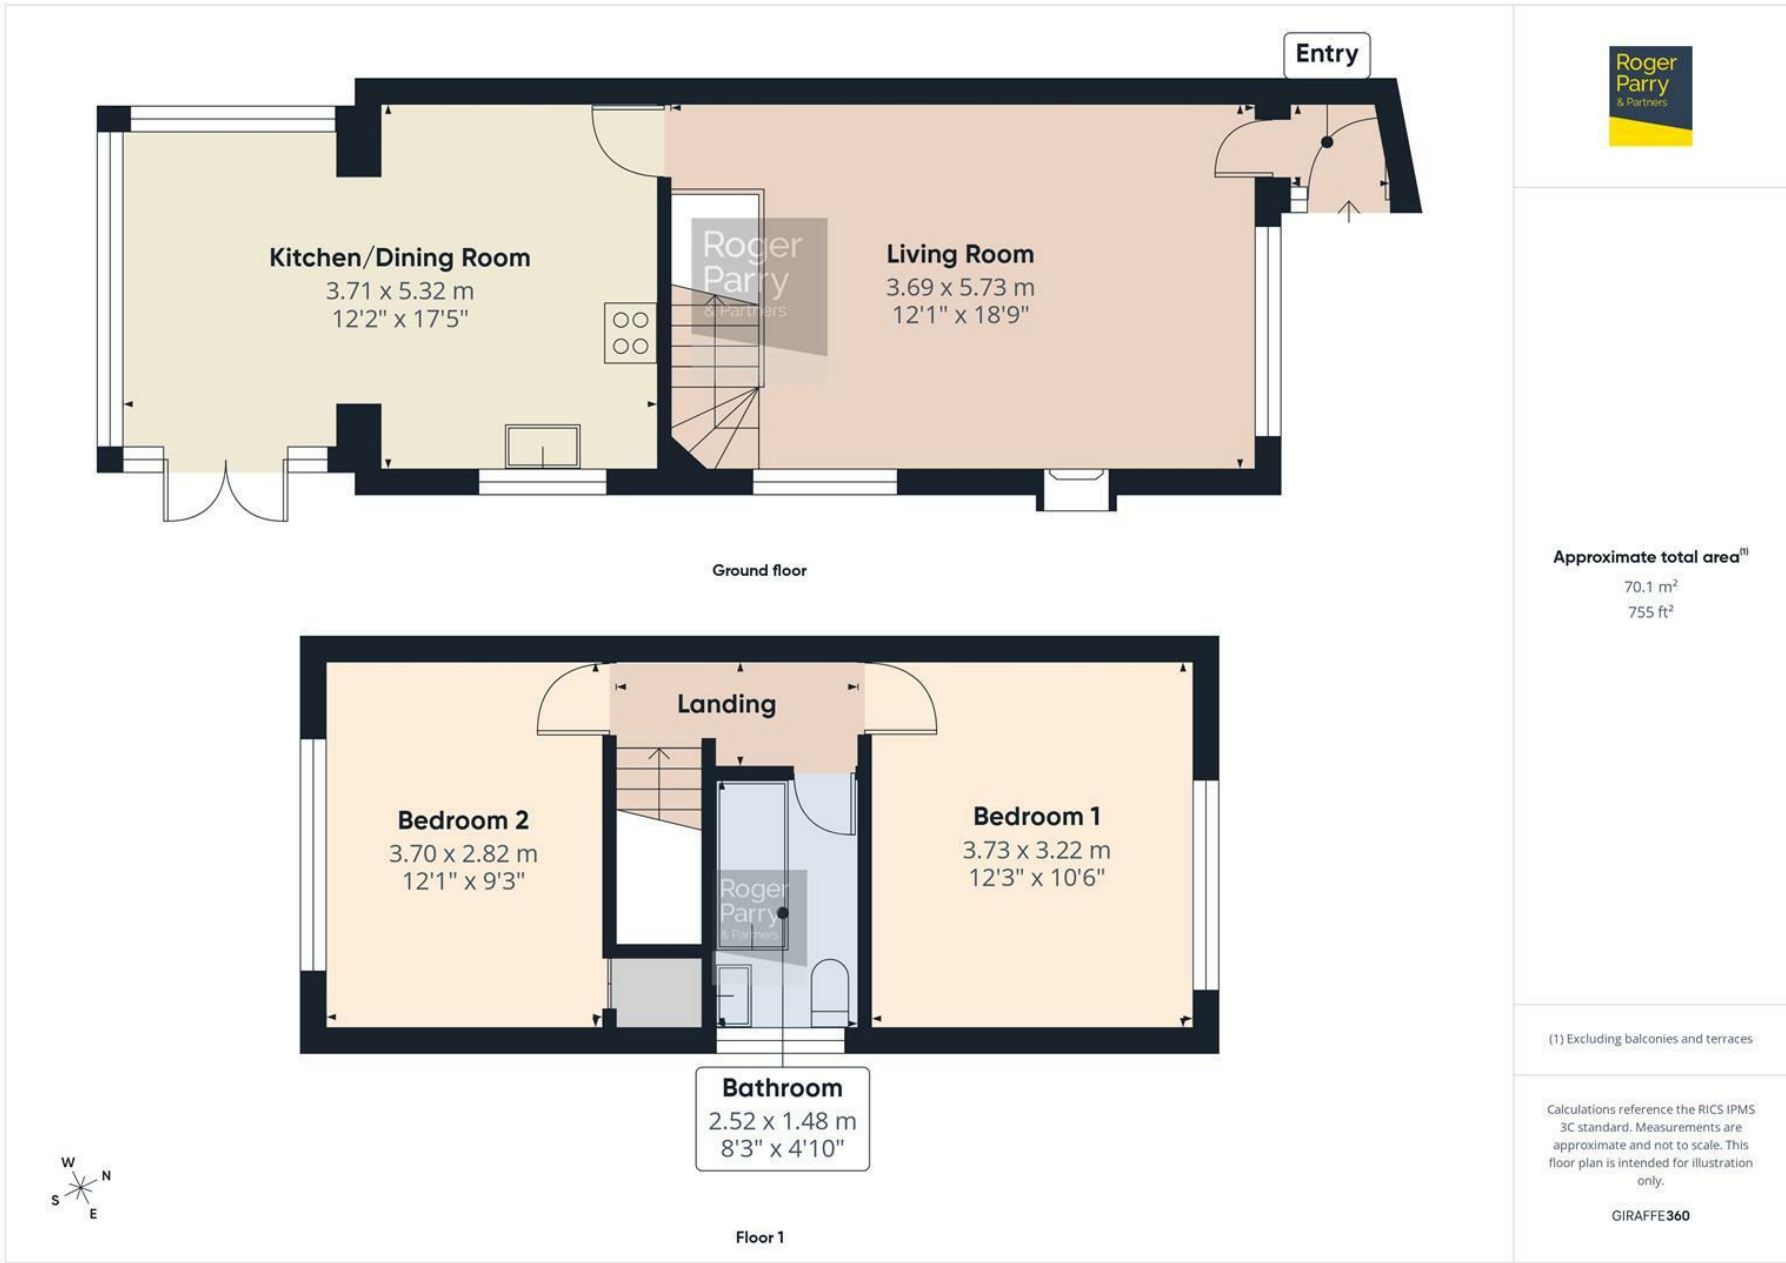 Entry
Roger
Parry
& Partners
Kitchen/Dining Room
3.71 x 5.32 m
12'2" x 17'5"
Roger
Parry
& Partners
Living Room
3.69 x 5.73 m
12'1" x 18'9"
Ground floor
Approximate total area(1)
70.1 m²
755 ft²
Landing
Bedroom 2
3.70 x 2.82 m
12'1" x 9'3"
Bedroom 1
3.73 x 3.22 m
12'3" x 10'6"
Roger
Parry
& Partners
Bathroom
2.52 x 1.48 m
8'3" x 4'10"
W
N
S
E
Floor 1
(1) Excluding balconies and terraces
Calculations reference the RICS IPMS
3C standard. Measurements are
approximate and not to scale. This
floor plan is intended for illustration
only.
GIRAFFE360